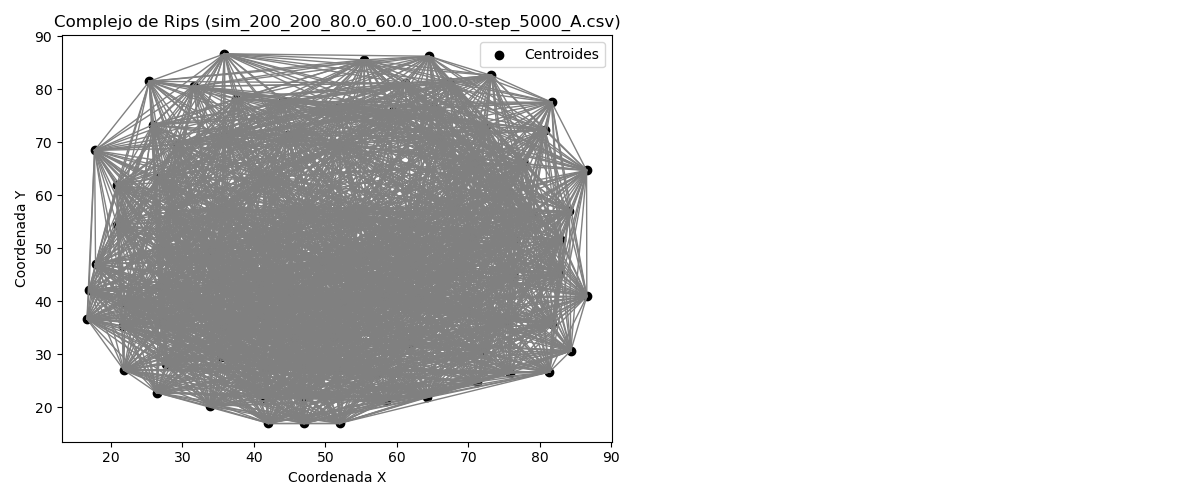 Complejo de Rips (sim_200_200_80.0_60.0_100.0-step_5000_A.csv)
Centroides
90
80
70
60
50
40
30
20
Coordenada Y
20 30 40 50 60 70 80 90
Coordenada X